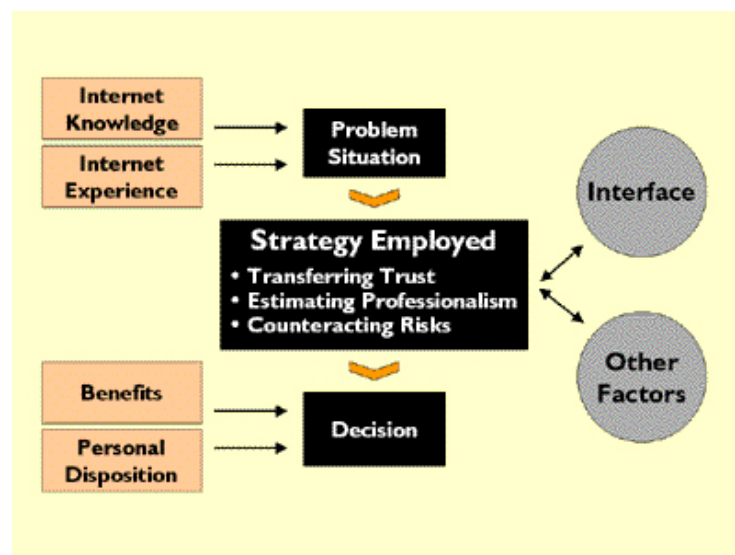 Internet
Knowledge
Internet
Experience
Problem
Situation
Interface
Strategy Employed
• Transferring Trust
• Estimating Professionalism
• Counteracting Risks
Other
Factors
Benefits
Personal
Disposition
Decision